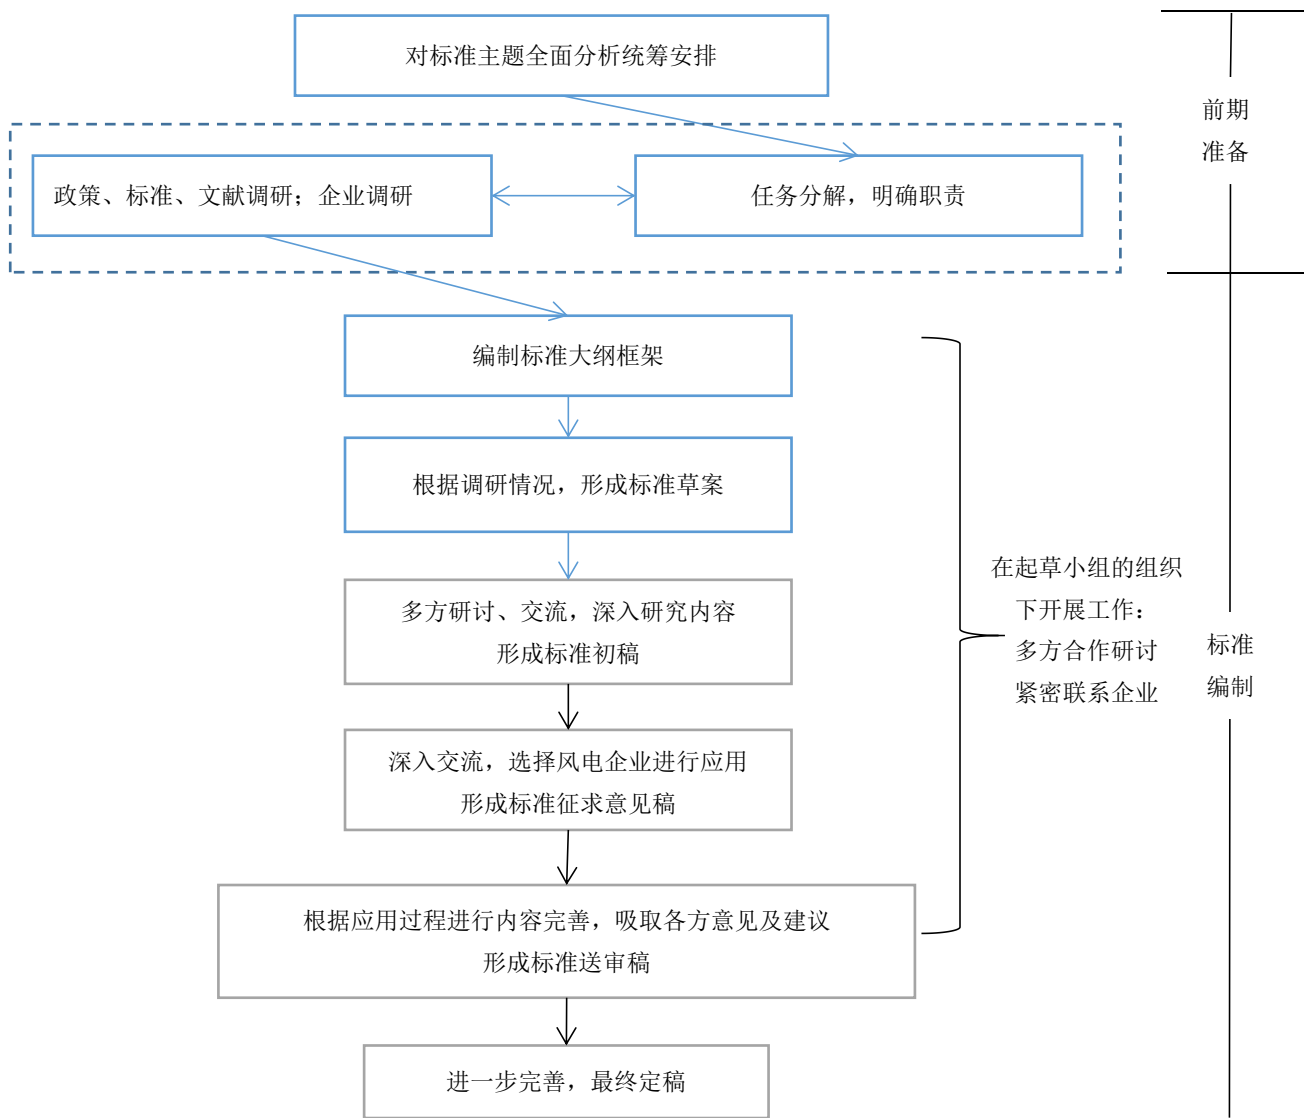 对标准主题全面分析统筹安排
前期
准备
政策、标准、文献调研；企业调研
任务分解，明确职责
编制标准大纲框架
根据调研情况，形成标准草案
多方研讨、交流，深入研究内容
形成标准初稿
深入交流，选择风电企业进行应用
形成标准征求意见稿
根据应用过程进行内容完善，吸取各方意见及建议
形成标准送审稿
进一步完善，最终定稿
在起草小组的组织
下开展工作：
多方合作研讨
紧密联系企业
标准
编制